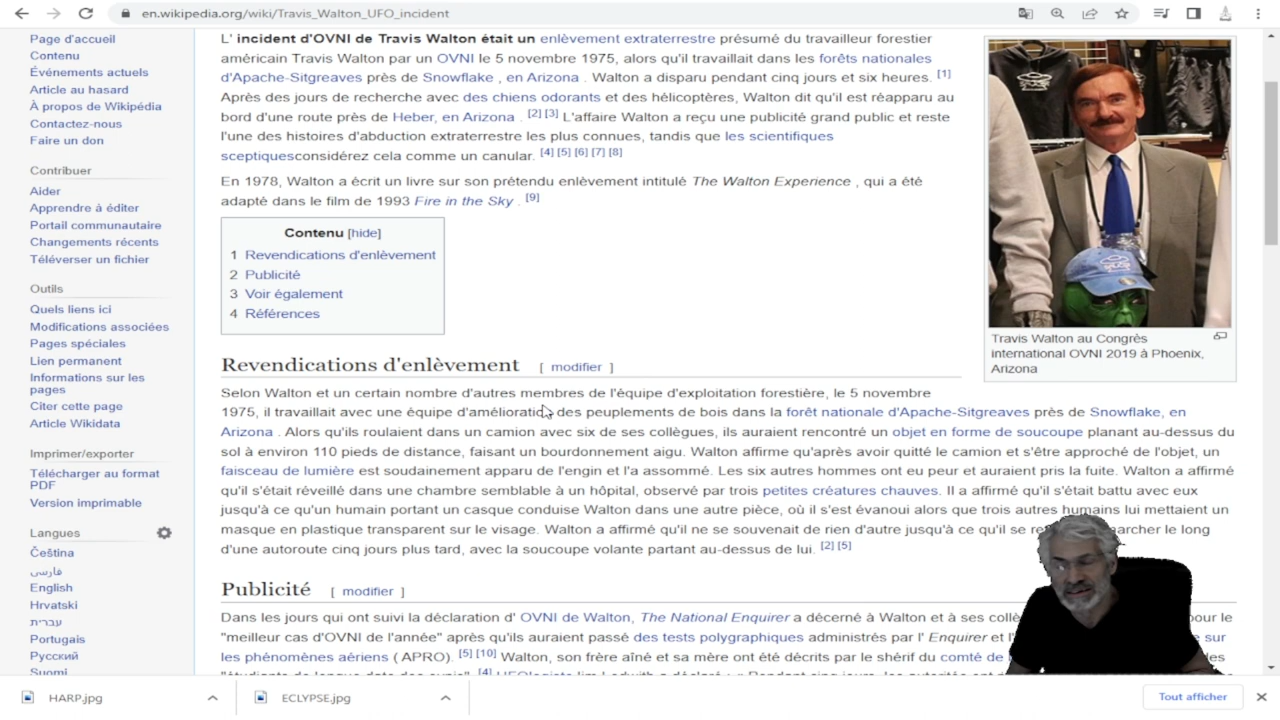 en.wikipedia.org/wiki/Travis_Walton_UFO_incident
Page d'accueil
Contenu
Événements actuels
Article au hasard
À propos de Wikipédia
Contactez-nous
Faire un don
Contribuer
Aider
Apprendre à éditer
Portail communautaire
Changements récents
Téléverser un fichier
Outils
Quels liens ici
Modifications associées
Pages spéciales
Lien permanent
Informations sur les
pages
Citer cette page
Article Wikidata
Imprimer/exporter
Télécharger au format
PDF
Version imprimable
Langues
Čeština
فارسی
English
Hrvatski
עברית
Portugais
Русский
Suomi
L' incident d'OVNI de Travis Walton était un enlèvement extraterrestre présumé du travailleur forestier
américain Travis Walton par un OVNI le 5 novembre 1975, alors qu'il travaillait dans les forêts nationales
d'Apache-Sitgreaves près de Snowflake , en Arizona . Walton a disparu pendant cinq jours et six heures. [1]
Après des jours de recherche avec des chiens odorants et des hélicoptères, Walton dit qu'il est réapparu au
bord d'une route près de Heber, en Arizona . [2] [3] L'affaire Walton a reçu une publicité grand public et reste
l'une des histoires d'abduction extraterrestre les plus connues, tandis que les scientifiques
sceptiquesconsidérez cela comme un canular. [4] [5] [6] [7] [8]
En 1978, Walton a écrit un livre sur son prétendu enlèvement intitulé The Walton Experience , qui a été
adapté dans le film de 1993 Fire in the Sky . [9]
Contenu [hide]
1 Revendications d'enlèvement
2 Publicité
3 Voir également
4 Références
Travis Walton au Congrès
international OVNI 2019 à Phoenix,
Arizona
Revendications d'enlèvement [ modifier ]
Selon Walton et un certain nombre d'autres membres de l'équipe d'exploitation forestière, le 5 novembre
1975, il travaillait avec une équipe d'amélioration des peuplements de bois dans la forêt nationale d'Apache-Sitgreaves près de Snowflake, en
Arizona . Alors qu'ils roulaient dans un camion avec six de ses collègues, ils auraient rencontré un objet en forme de soucoupe planant au-dessus du
sol à environ 110 pieds de distance, faisant un bourdonnement aigu. Walton affirme qu'après avoir quitté le camion et s'être approché de l'objet, un
faisceau de lumière est soudainement apparu de l'engin et l'a assommé. Les six autres hommes ont eu peur et auraient pris la fuite. Walton a affirmé
qu'il s'était réveillé dans une chambre semblable à un hôpital, observé par trois petites créatures chauves. Il a affirmé qu'il s'était battu avec eux
jusqu'à ce qu'un humain portant un casque conduise Walton dans une autre pièce, où il s'est évanoui alors que trois autres humains lui mettaient un
masque en plastique transparent sur le visage. Walton a affirmé qu'il ne se souvenait de rien d'autre jusqu'à ce qu'il se marcher le long
d'une autoroute cinq jours plus tard, avec la soucoupe volante partant au-dessus de lui. [2] [5]
Publicité [ modifier ]
Dans les jours qui ont suivi la déclaration d' OVNI de Walton, The National Enquirer a décerné à Walton et à ses pour le
"meilleur cas d'OVNI de l'année" après qu'ils auraient passé des tests polygraphiques administrés par l' Enquirer et sur
les phénomènes aériens ( APRO). [5] [10] Walton, son frère aîné et sa mère ont été décrits par le shérif du comté de des
HARP.jpg
ECLYPSE.jpg
Tout afficher